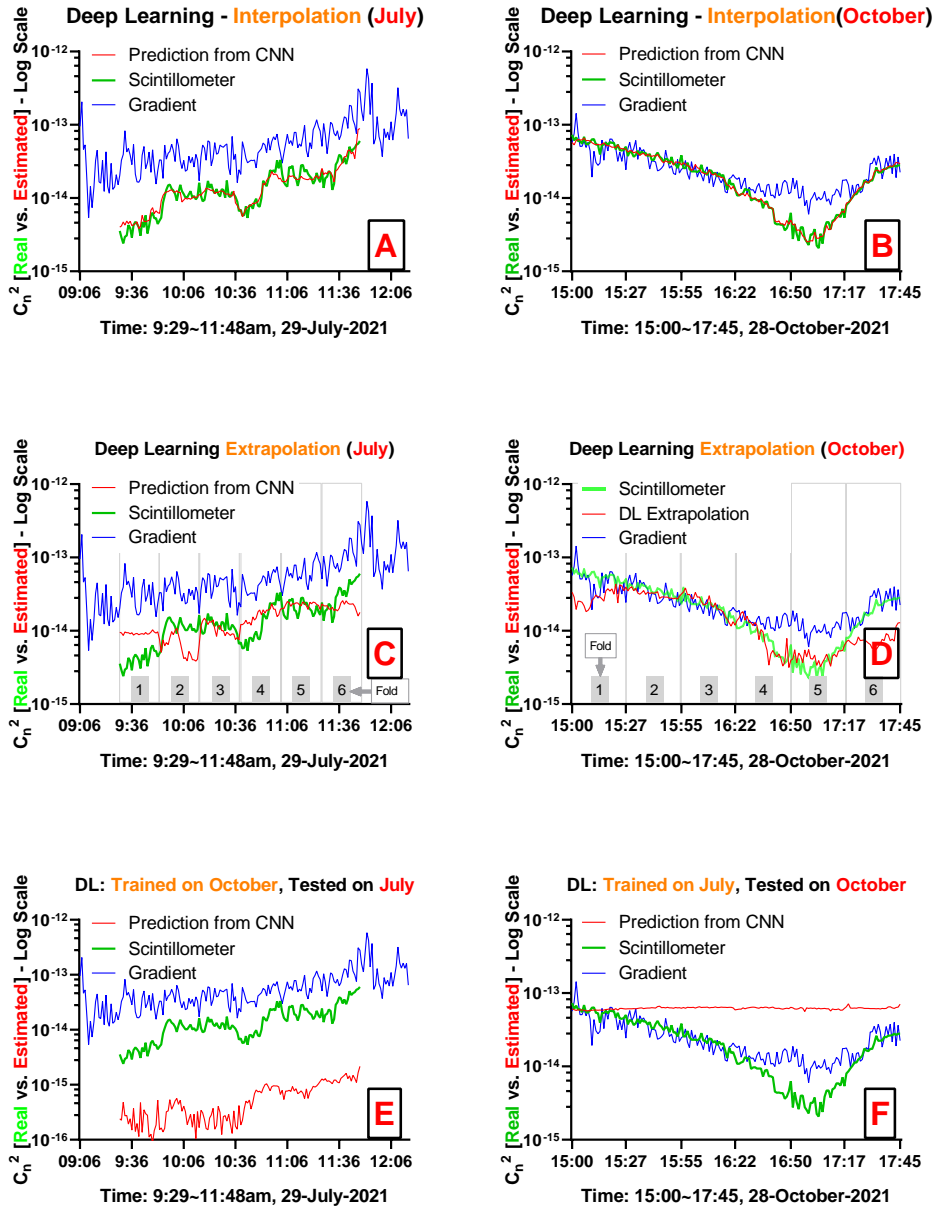 Deep Learning - Interpolation (July)
C_n^2 [Real vs. Estimated] - Log Scale
10^-12
10^-13
10^-14
10^-15
Prediction from CNN
Scintillometer
Gradient
A
09:06 9:36 10:06 10:36 11:06 11:36 12:06
Time: 9:29~11:48am, 29-July-2021
Deep Learning - Interpolation(October)
C_n^2 [Real vs. Estimated] - Log Scale
10^-12
10^-13
10^-14
10^-15
Prediction from CNN
Scintillometer
Gradient
B
15:00 15:27 15:55 16:22 16:50 17:17 17:45
Time: 15:00~17:45, 28-October-2021
Deep Learning Extrapolation (July)
C_n^2 [Real vs. Estimated] - Log Scale
10^-12
10^-13
10^-14
10^-15
Prediction from CNN
Scintillometer
Gradient
C
1 2 3 4 5 6 Fold
09:06 9:36 10:06 10:36 11:06 11:36 12:06
Time: 9:29~11:48am, 29-July-2021
Deep Learning Extrapolation (October)
C_n^2 [Real vs. Estimated] - Log Scale
10^-12
10^-13
10^-14
10^-15
Scintillometer
DL Extrapolation
Gradient
D
Fold
1 2 3 4 5 6
15:00 15:27 15:55 16:22 16:50 17:17 17:45
Time: 15:00~17:45, 28-October-2021
DL: Trained on October, Tested on July
C_n^2 [Real vs. Estimated] - Log Scale
10^-12
10^-13
10^-14
10^-15
10^-16
Prediction from CNN
Scintillometer
Gradient
E
09:06 9:36 10:06 10:36 11:06 11:36 12:06
Time: 9:29~11:48am, 29-July-2021
DL: Trained on July, Tested on October
C_n^2 [Real vs. Estimated] - Log Scale
10^-12
10^-13
10^-14
10^-15
Prediction from CNN
Scintillometer
Gradient
F
15:00 15:27 15:55 16:22 16:50 17:17 17:45
Time: 15:00~17:45, 28-October-2021